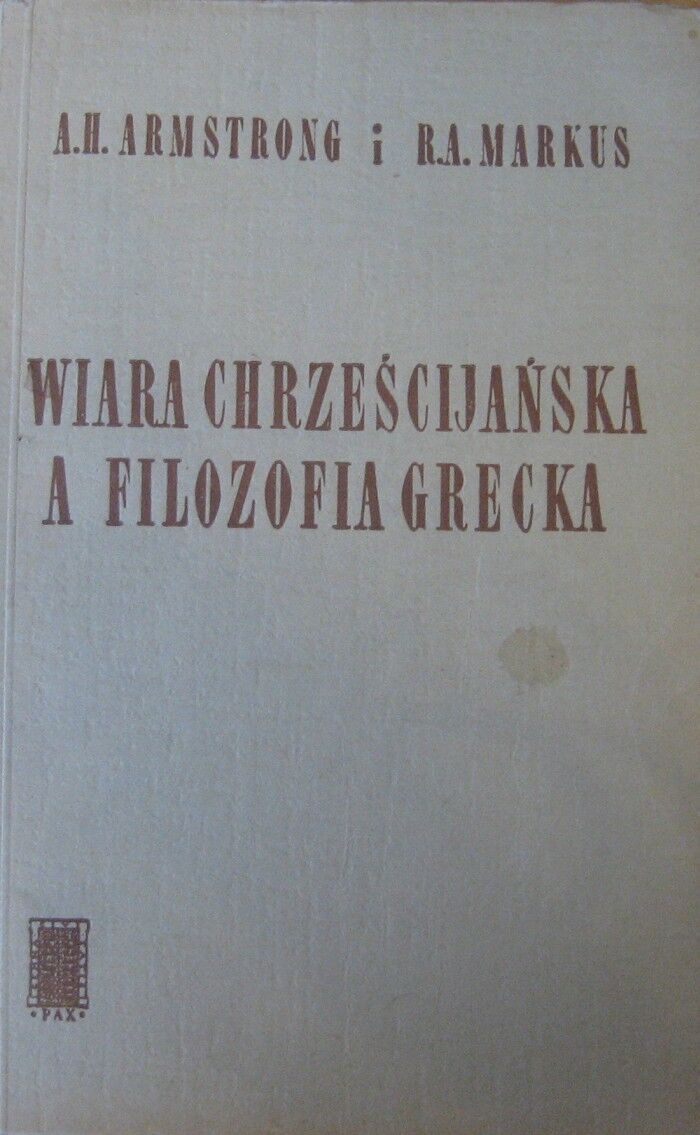 A.H. ARMSTRONG i R.A. MARKUS
WIARA CHRZEŚCIJAŃSKA
A FILOZOFIA GRECKA
·PAX·